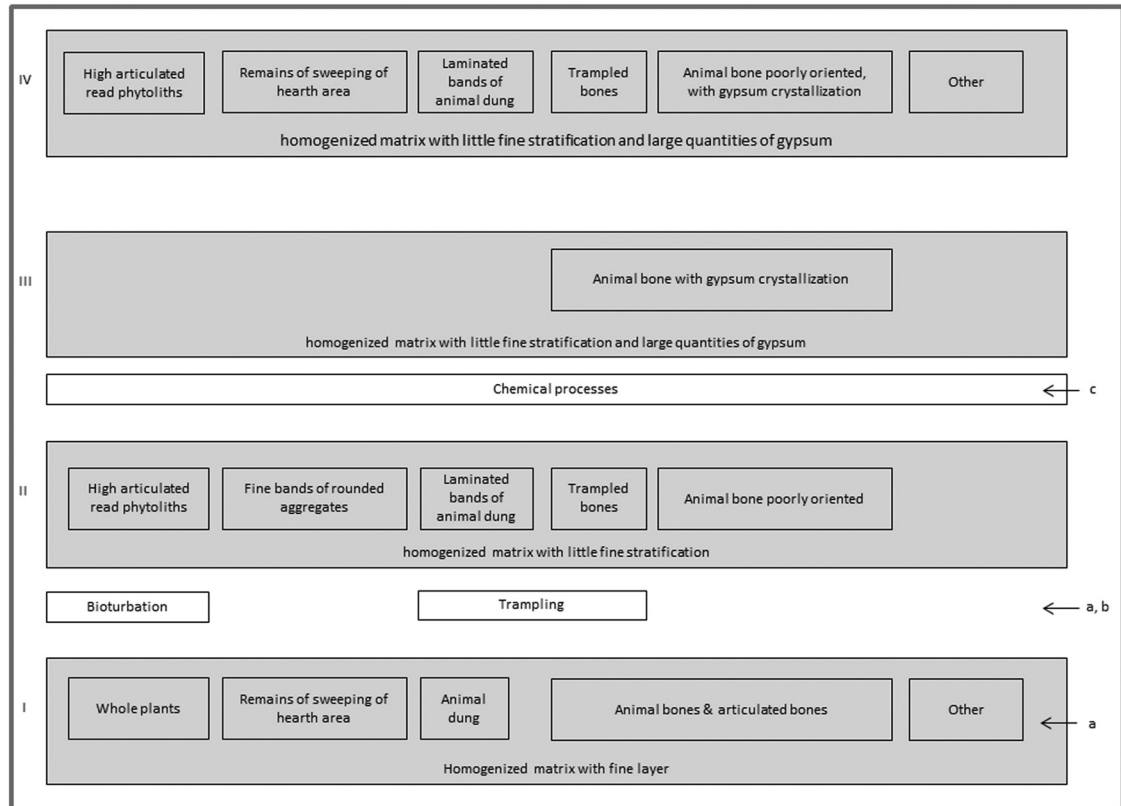 IV
High articulated
read phytoliths
Remains of sweeping of
hearth area
Laminated
bands of
animal dung
Trampled
bones
Animal bone poorly oriented,
with gypsum crystallization
Other
homogenized matrix with little fine stratification and large quantities of gypsum
III
Animal bone with gypsum crystallization
homogenized matrix with little fine stratification and large quantities of gypsum
Chemical processes
c
II
High articulated
read phytoliths
Fine bands of rounded
aggregates
Laminated
bands of
animal dung
Trampled
bones
Animal bone poorly oriented
homogenized matrix with little fine stratification
Bioturbation
Trampling
a, b
I
Whole plants
Remains of sweeping of
hearth area
Animal
dung
Animal bones & articulated bones
Other
a
Homogenized matrix with fine layer